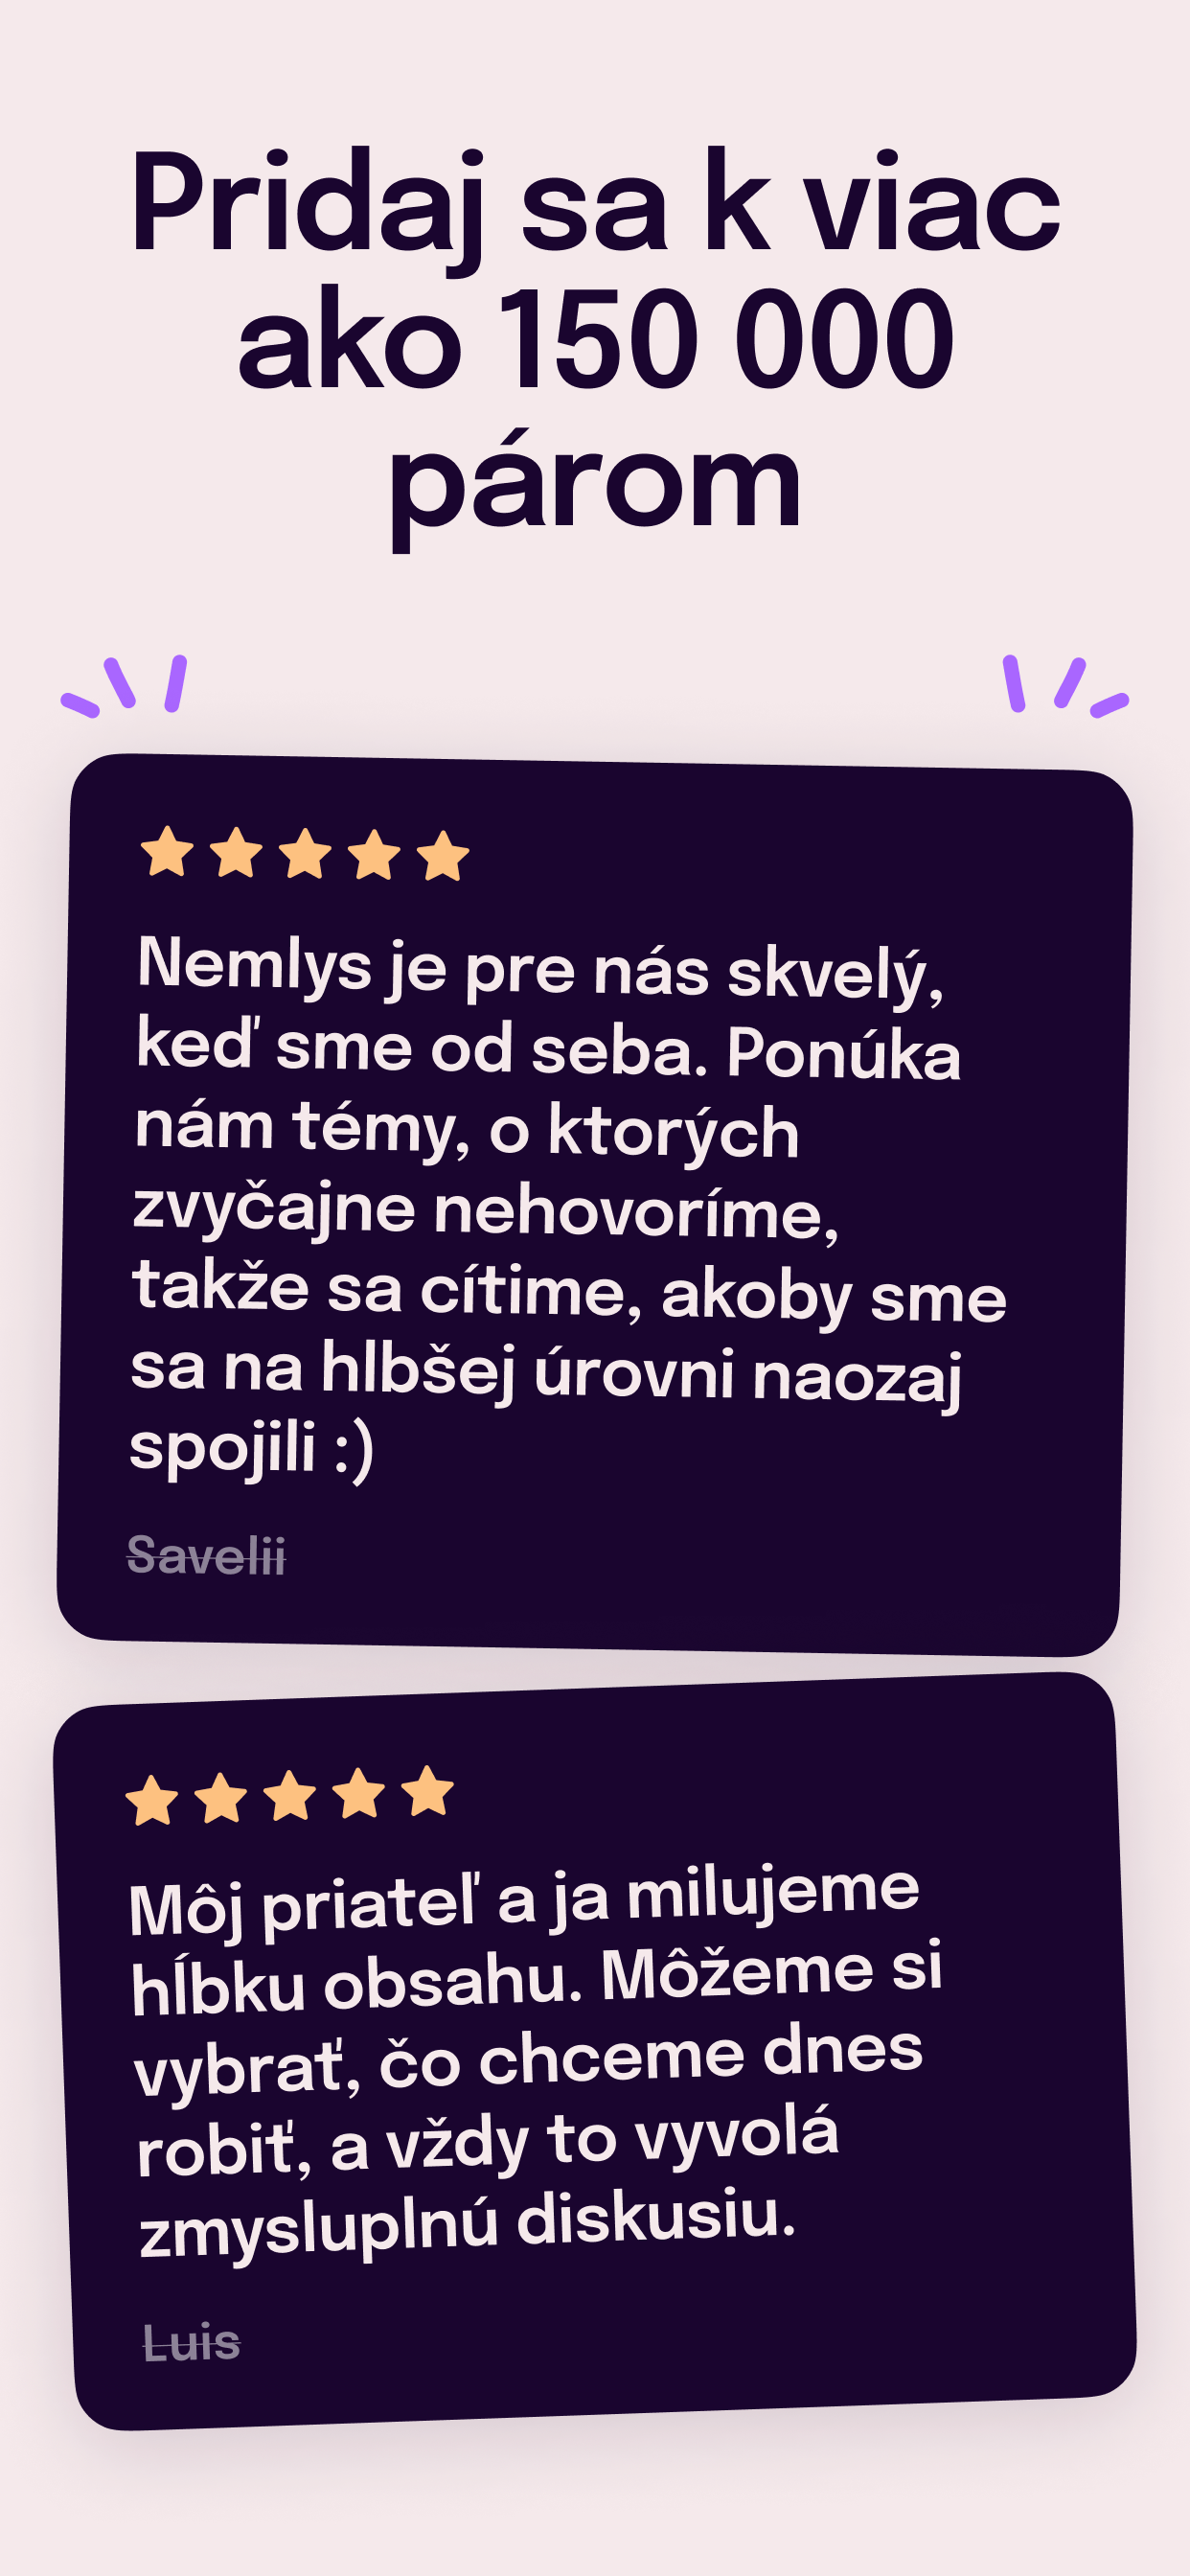 Pridaj sa k viac
ako 150 000
párom
Nemlys je pre nás skvelý,
keď sme od seba. Ponúka
nám témy, o ktorých
zvyčajne nehovoríme,
takže sa cítime, akoby sme
sa na hlbšej úrovni naozaj
spojili :)
Savelii
Môj priateľ a ja milujeme
hĺbku obsahu. Môžeme si
vybrať, čo chceme dnes
robiť, a vždy to vyvolá
zmysluplnú diskusiu.
Luis